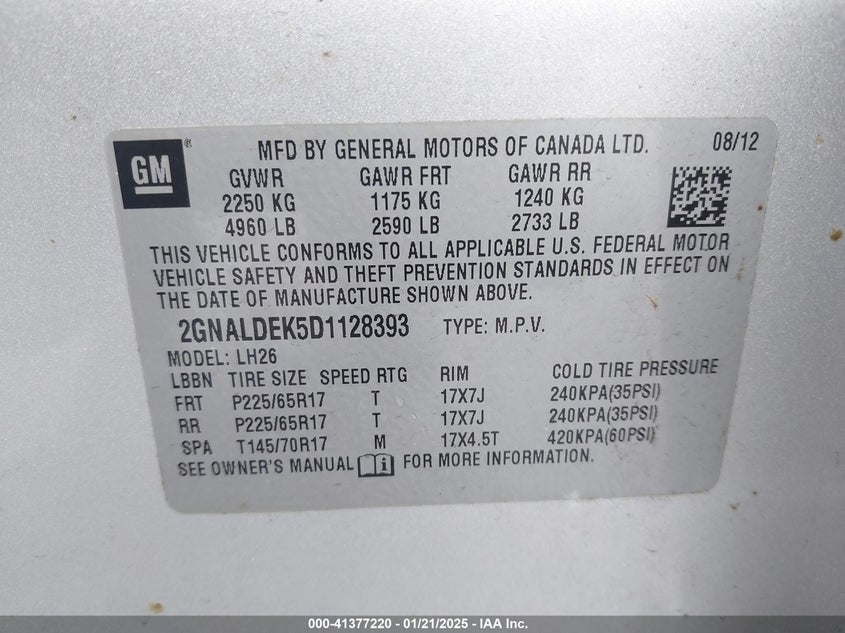 GM ® MFD BY GENERAL MOTORS OF CANADA LTD. 08/12
GVWR GAWR FRT GAWR RR
2250 KG 1175 KG 1240 KG
4960 LB 2590 LB 2733 LB
THIS VEHICLE CONFORMS TO ALL APPLICABLE U.S. FEDERAL MOTOR
VEHICLE SAFETY AND THEFT PREVENTION STANDARDS IN EFFECT ON
THE DATE OF MANUFACTURE SHOWN ABOVE.
2GNALDEK5D1128393 TYPE: M.P.V.
MODEL: LH26
LBBN TIRE SIZE SPEED RTG RIM COLD TIRE PRESSURE
FRT P225/65R17 T 17X7J 240KPA(35PSI)
RR P225/65R17 T 17X7J 240KPA(35PSI)
SPA T145/70R17 M 17X4.5T 420KPA(60PSI)
SEE OWNER'S MANUAL FOR MORE INFORMATION.
000-41377220 - 01/21/2025 - IAA Inc.